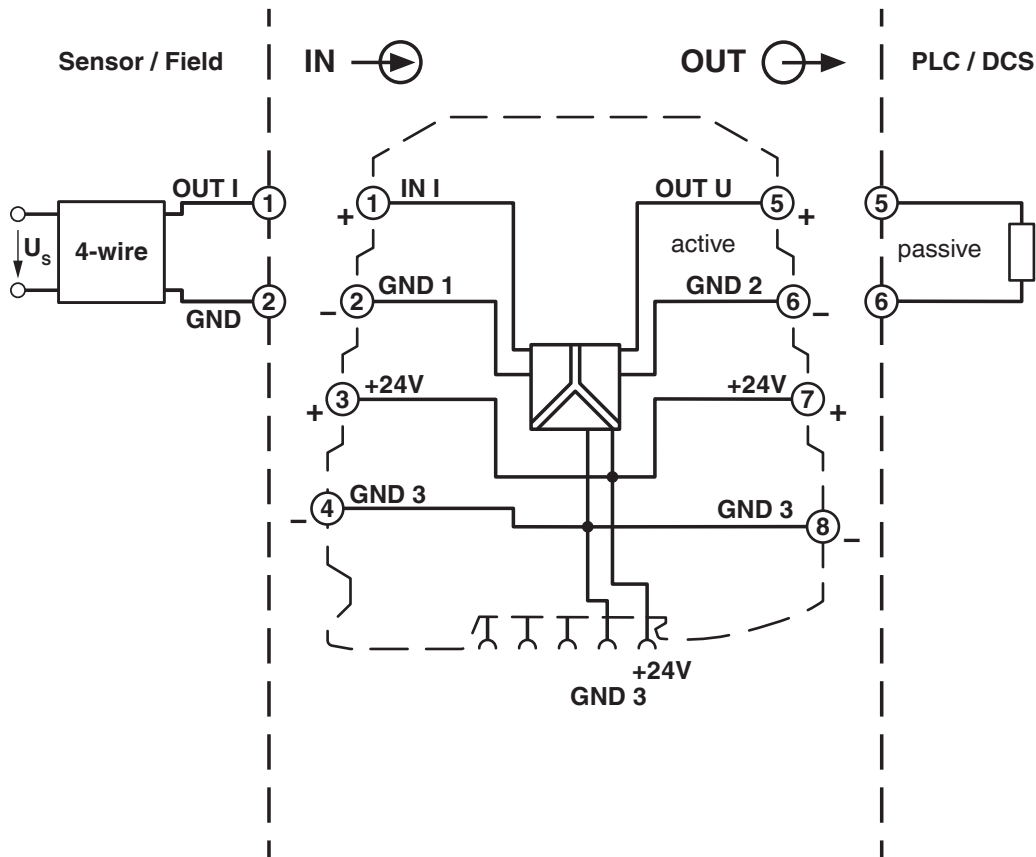 Sensor / Field
IN
OUT
PLC / DCS
OUT I
1
1
IN I
OUT U
5
5
+
+
U_S
4-wire
active
passive
GND
2
2
GND 1
GND 2
6
6
–
–
3
+24V
+24V
7
+
+
4
GND 3
GND 3
8
–
–
+24V
GND 3